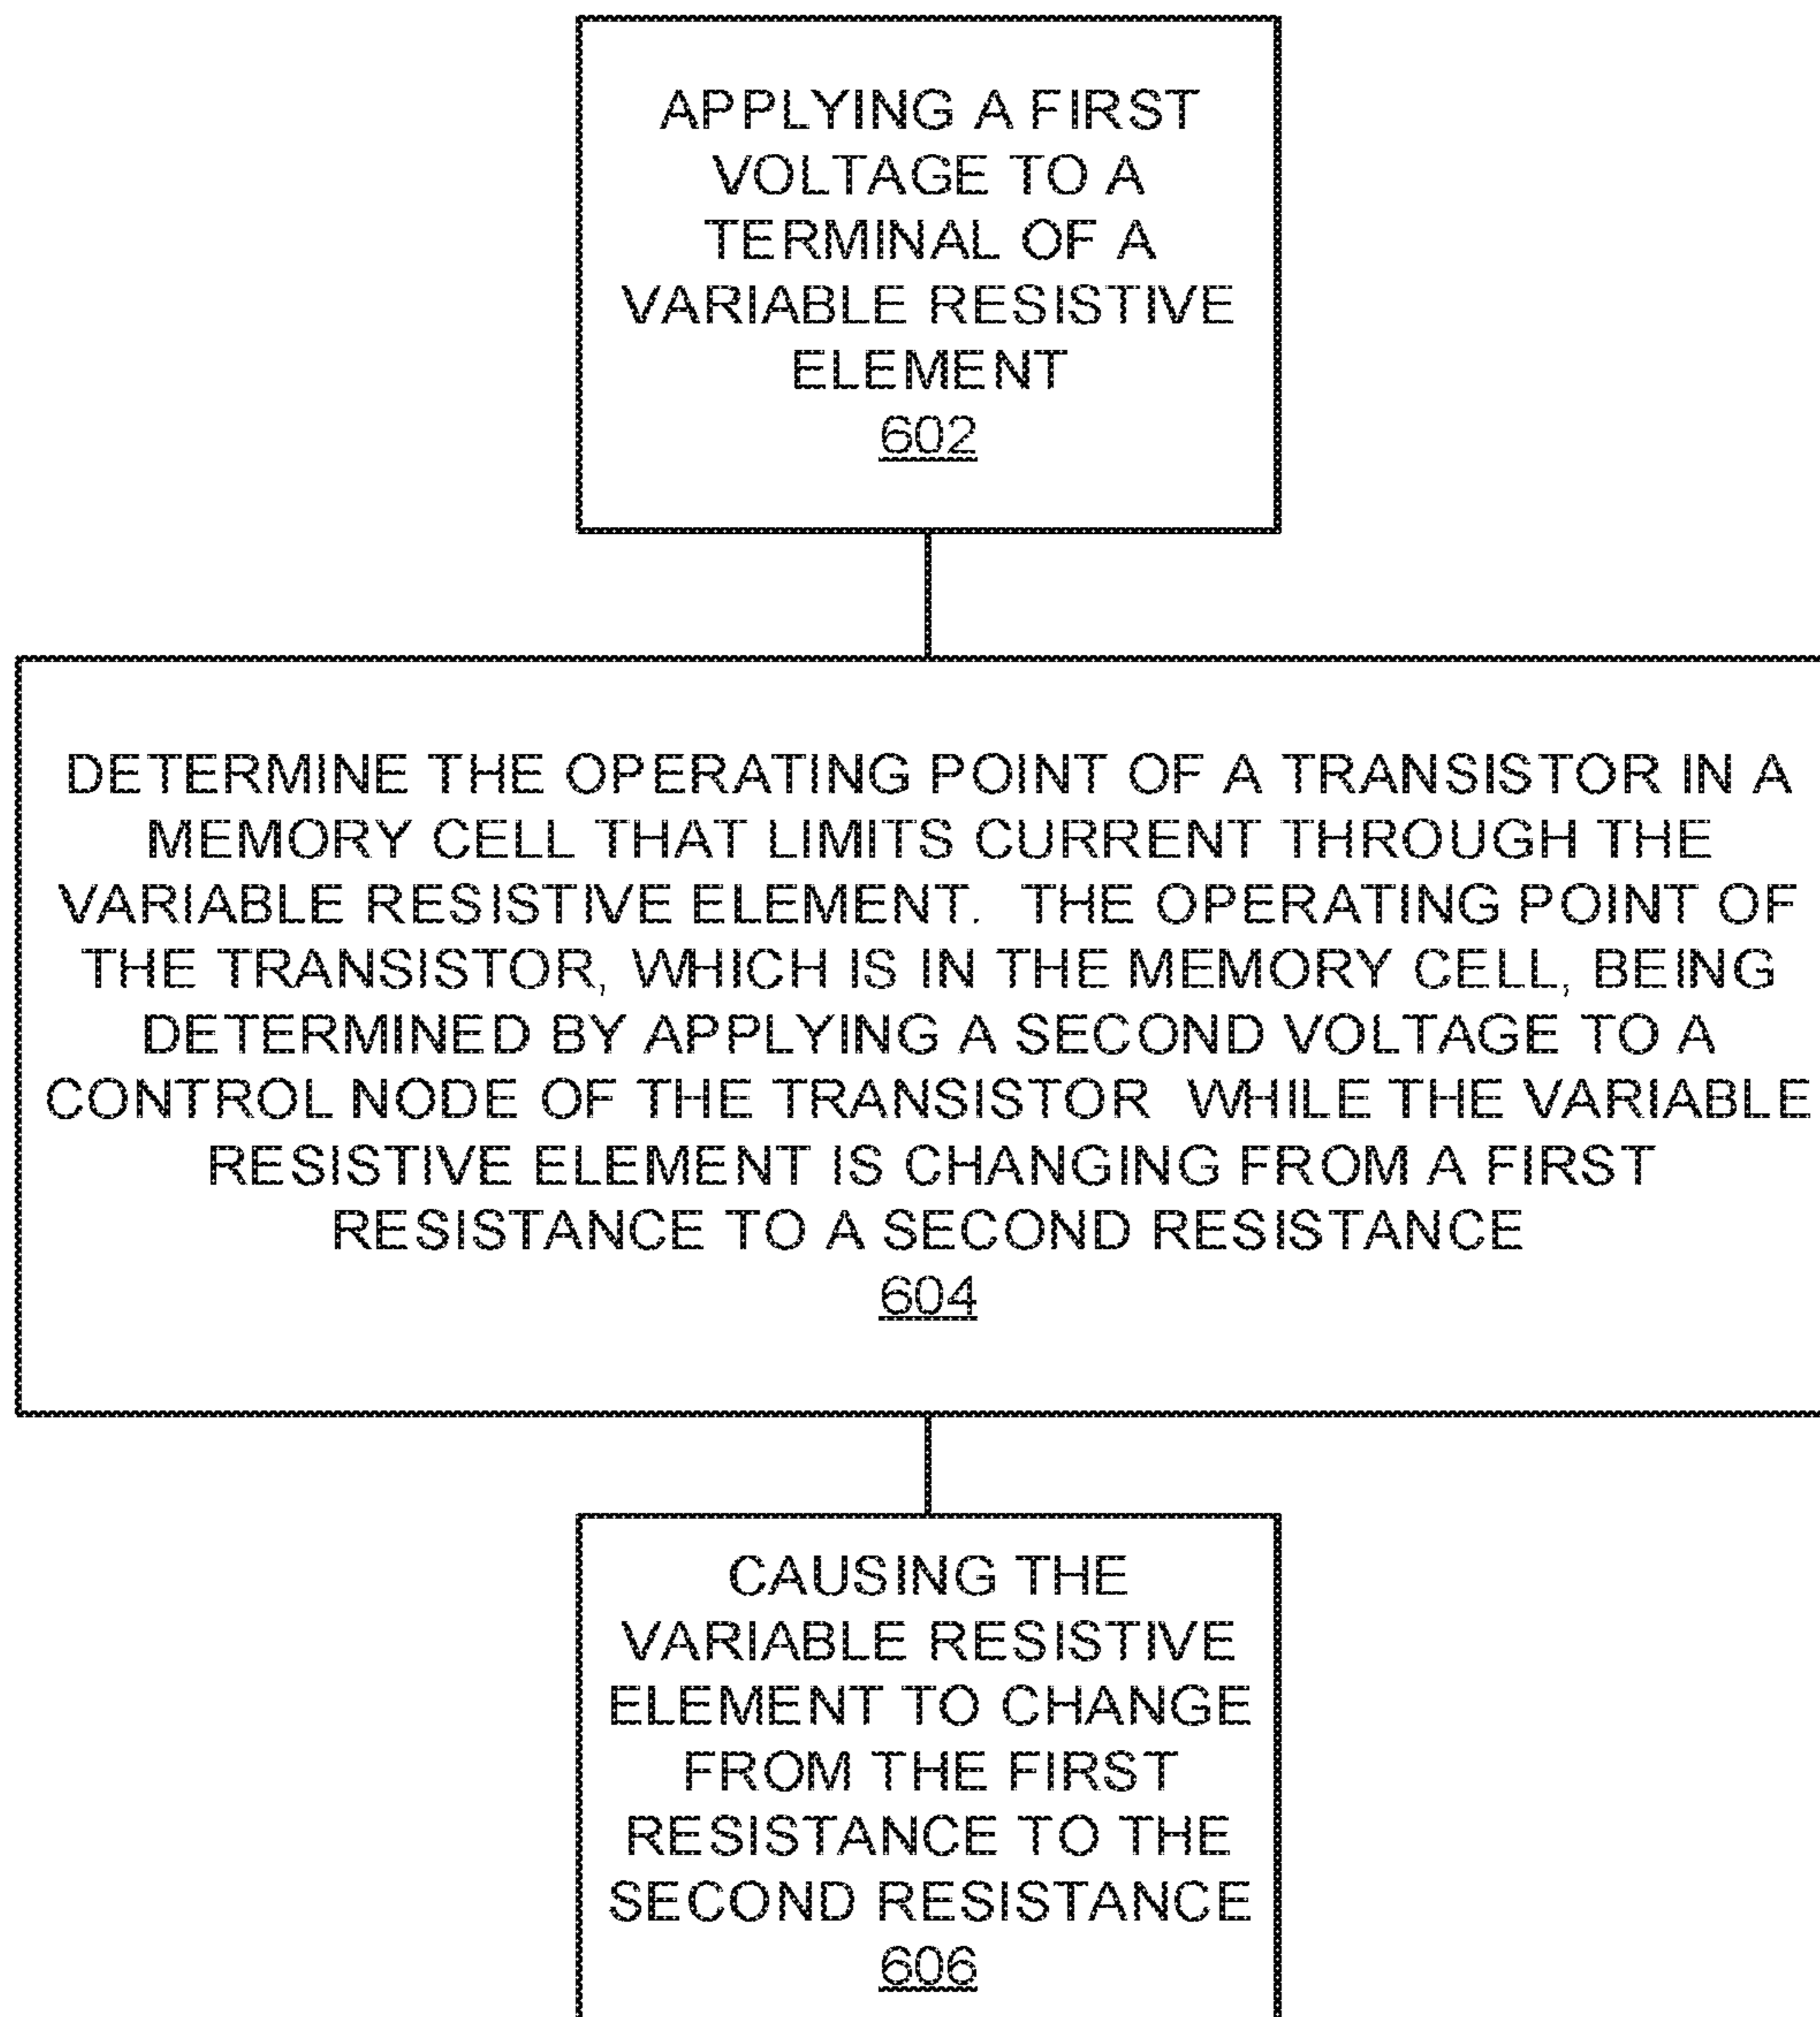 APPLYING A FIRST
VOLTAGE TO A
TERMINAL OF A
VARIABLE RESISTIVE
ELEMENT
602
DETERMINE THE OPERATING POINT OF A TRANSISTOR IN A
MEMORY CELL THAT LIMITS CURRENT THROUGH THE
VARIABLE RESISTIVE ELEMENT. THE OPERATING POINT OF
THE TRANSISTOR, WHICH IS IN THE MEMORY CELL, BEING
DETERMINED BY APPLYING A SECOND VOLTAGE TO A
CONTROL NODE OF THE TRANSISTOR WHILE THE VARIABLE
RESISTIVE ELEMENT IS CHANGING FROM A FIRST
RESISTANCE TO A SECOND RESISTANCE
604
CAUSING THE
VARIABLE RESISTIVE
ELEMENT TO CHANGE
FROM THE FIRST
RESISTANCE TO THE
SECOND RESISTANCE
606